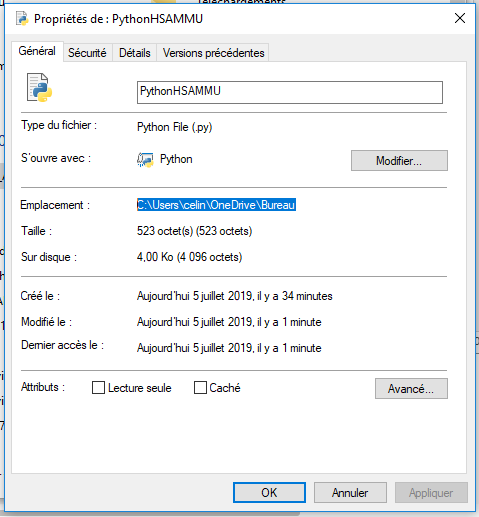 Téléchargements
Propriétés de : PythonHSAMMU
Général Sécurité Détails Versions précédentes
PythonHSAMMU
Type du fichier : Python File (.py)
S'ouvre avec : Python Modifier...
Emplacement : C:\Users\celin\OneDrive\Bureau
Taille : 523 octet(s) (523 octets)
Sur disque : 4,00 Ko (4 096 octets)
Créé le : Aujourd'hui 5 juillet 2019, il y a 34 minutes
Modifié le : Aujourd'hui 5 juillet 2019, il y a 1 minute
Dernier accès le : Aujourd'hui 5 juillet 2019, il y a 1 minute
Attributs : Lecture seule Caché Avancé...
OK Annuler Appliquer